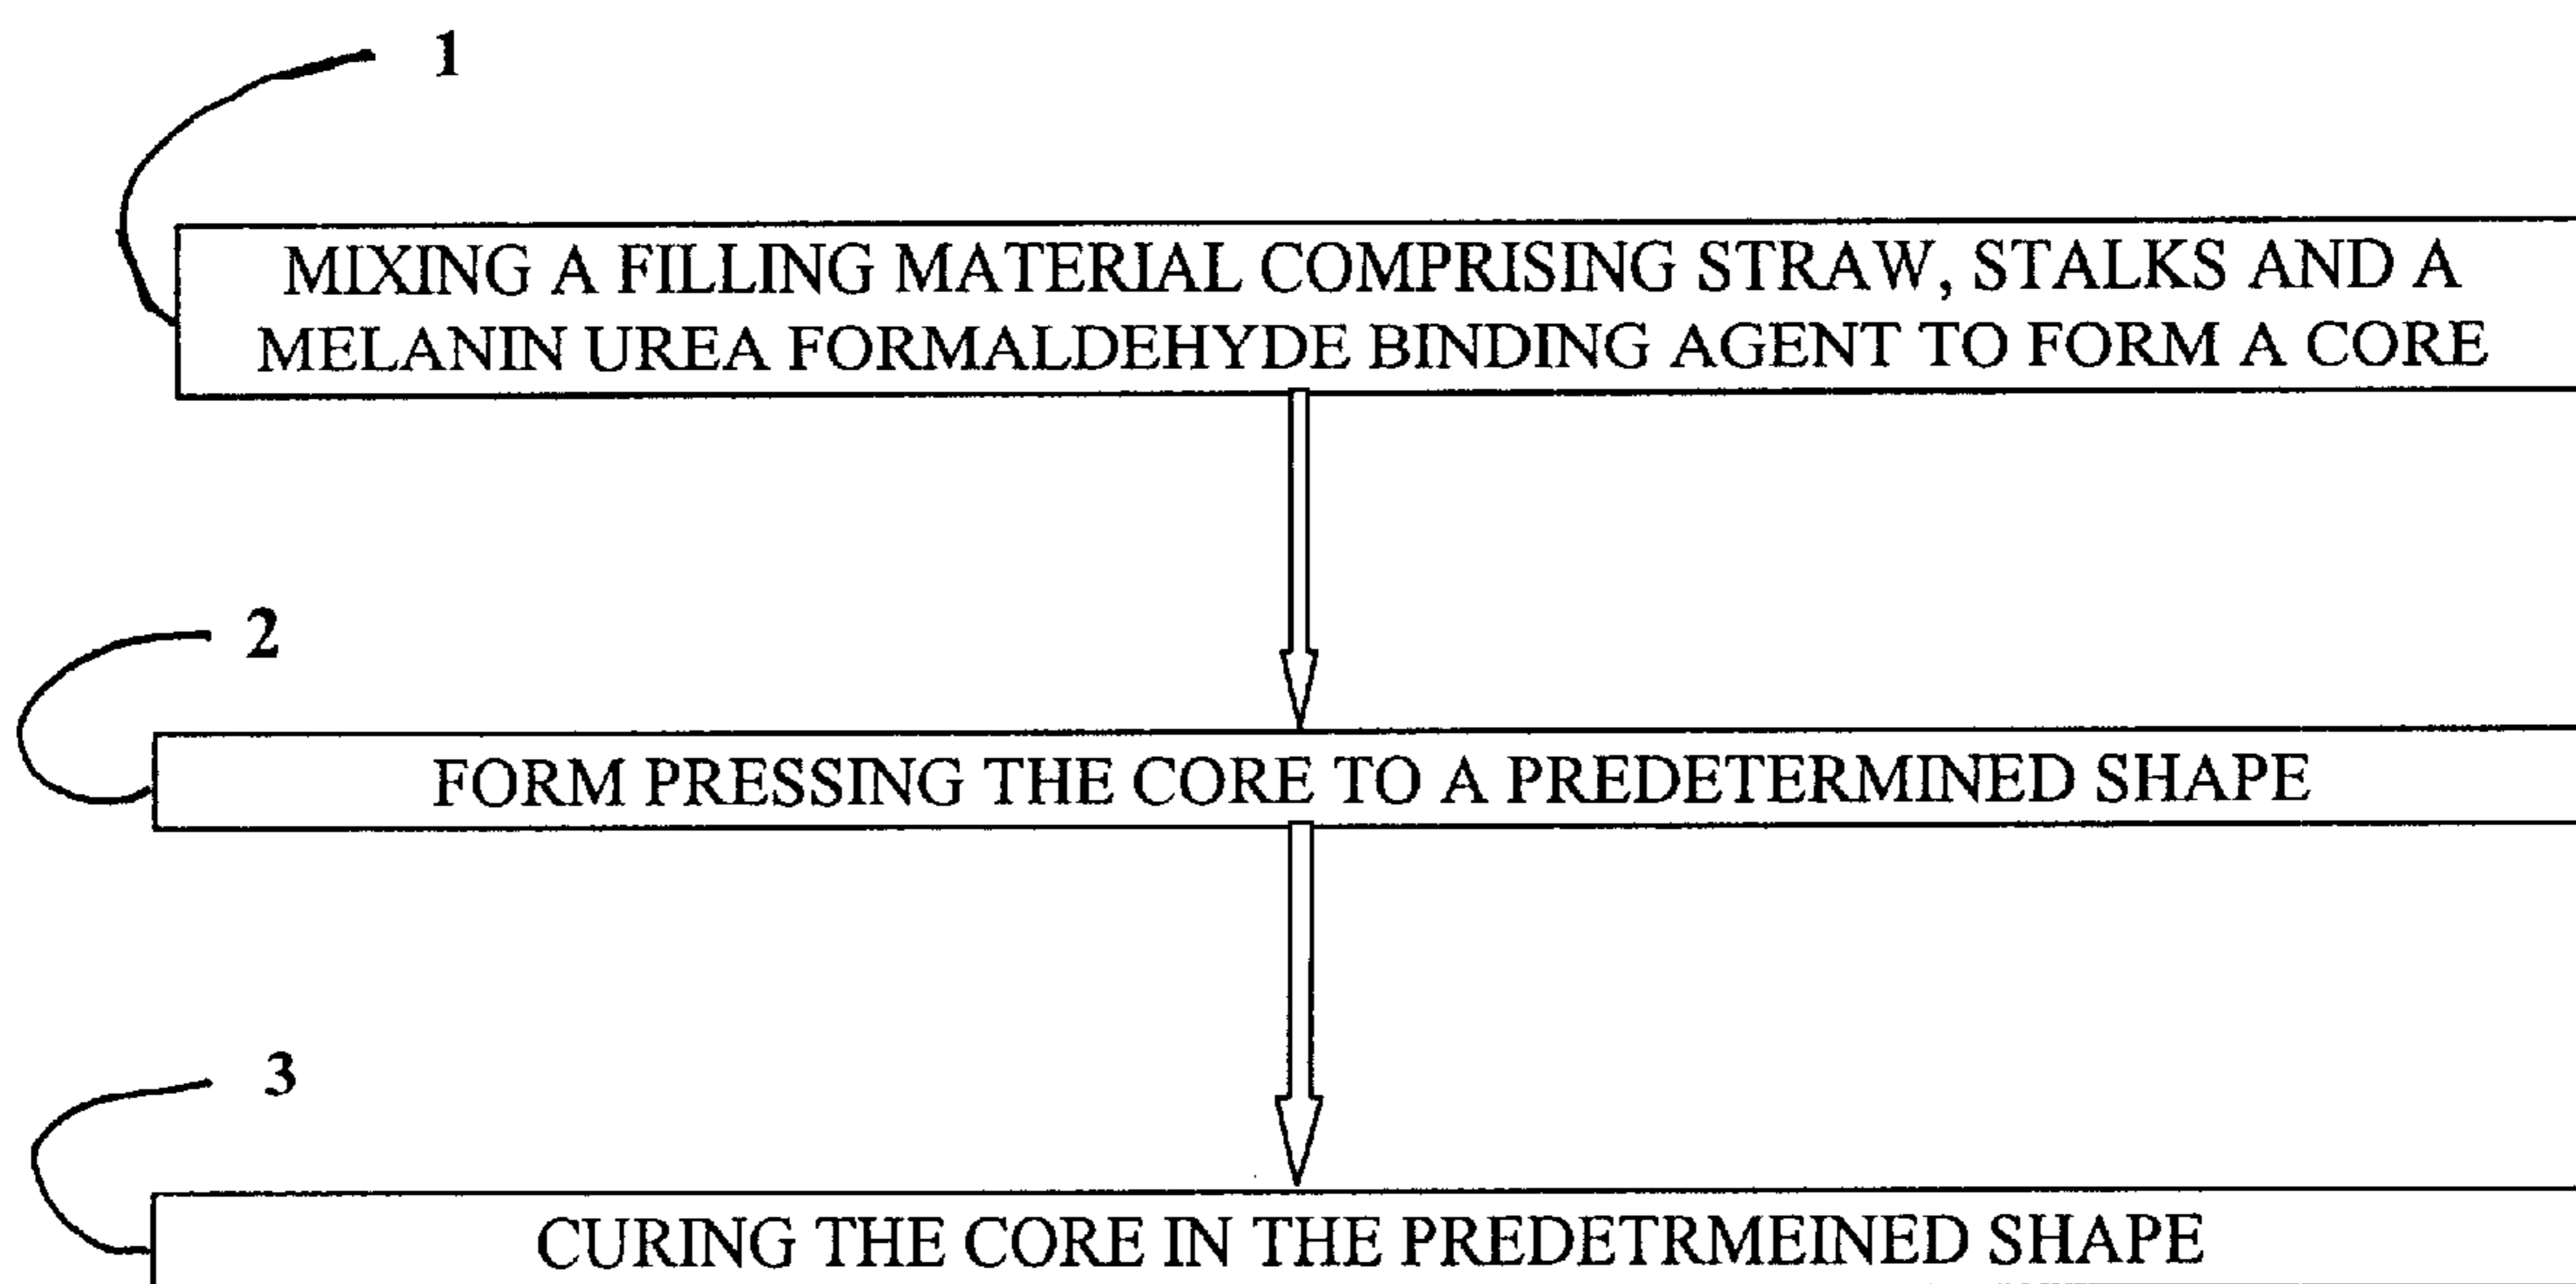 1
MIXING A FILLING MATERIAL COMPRISING STRAW, STALKS AND A
MELANIN UREA FORMALDEHYDE BINDING AGENT TO FORM A CORE
2
FORM PRESSING THE CORE TO A PREDETERMINED SHAPE
3
CURING THE CORE IN THE PREDETRMEINED SHAPE